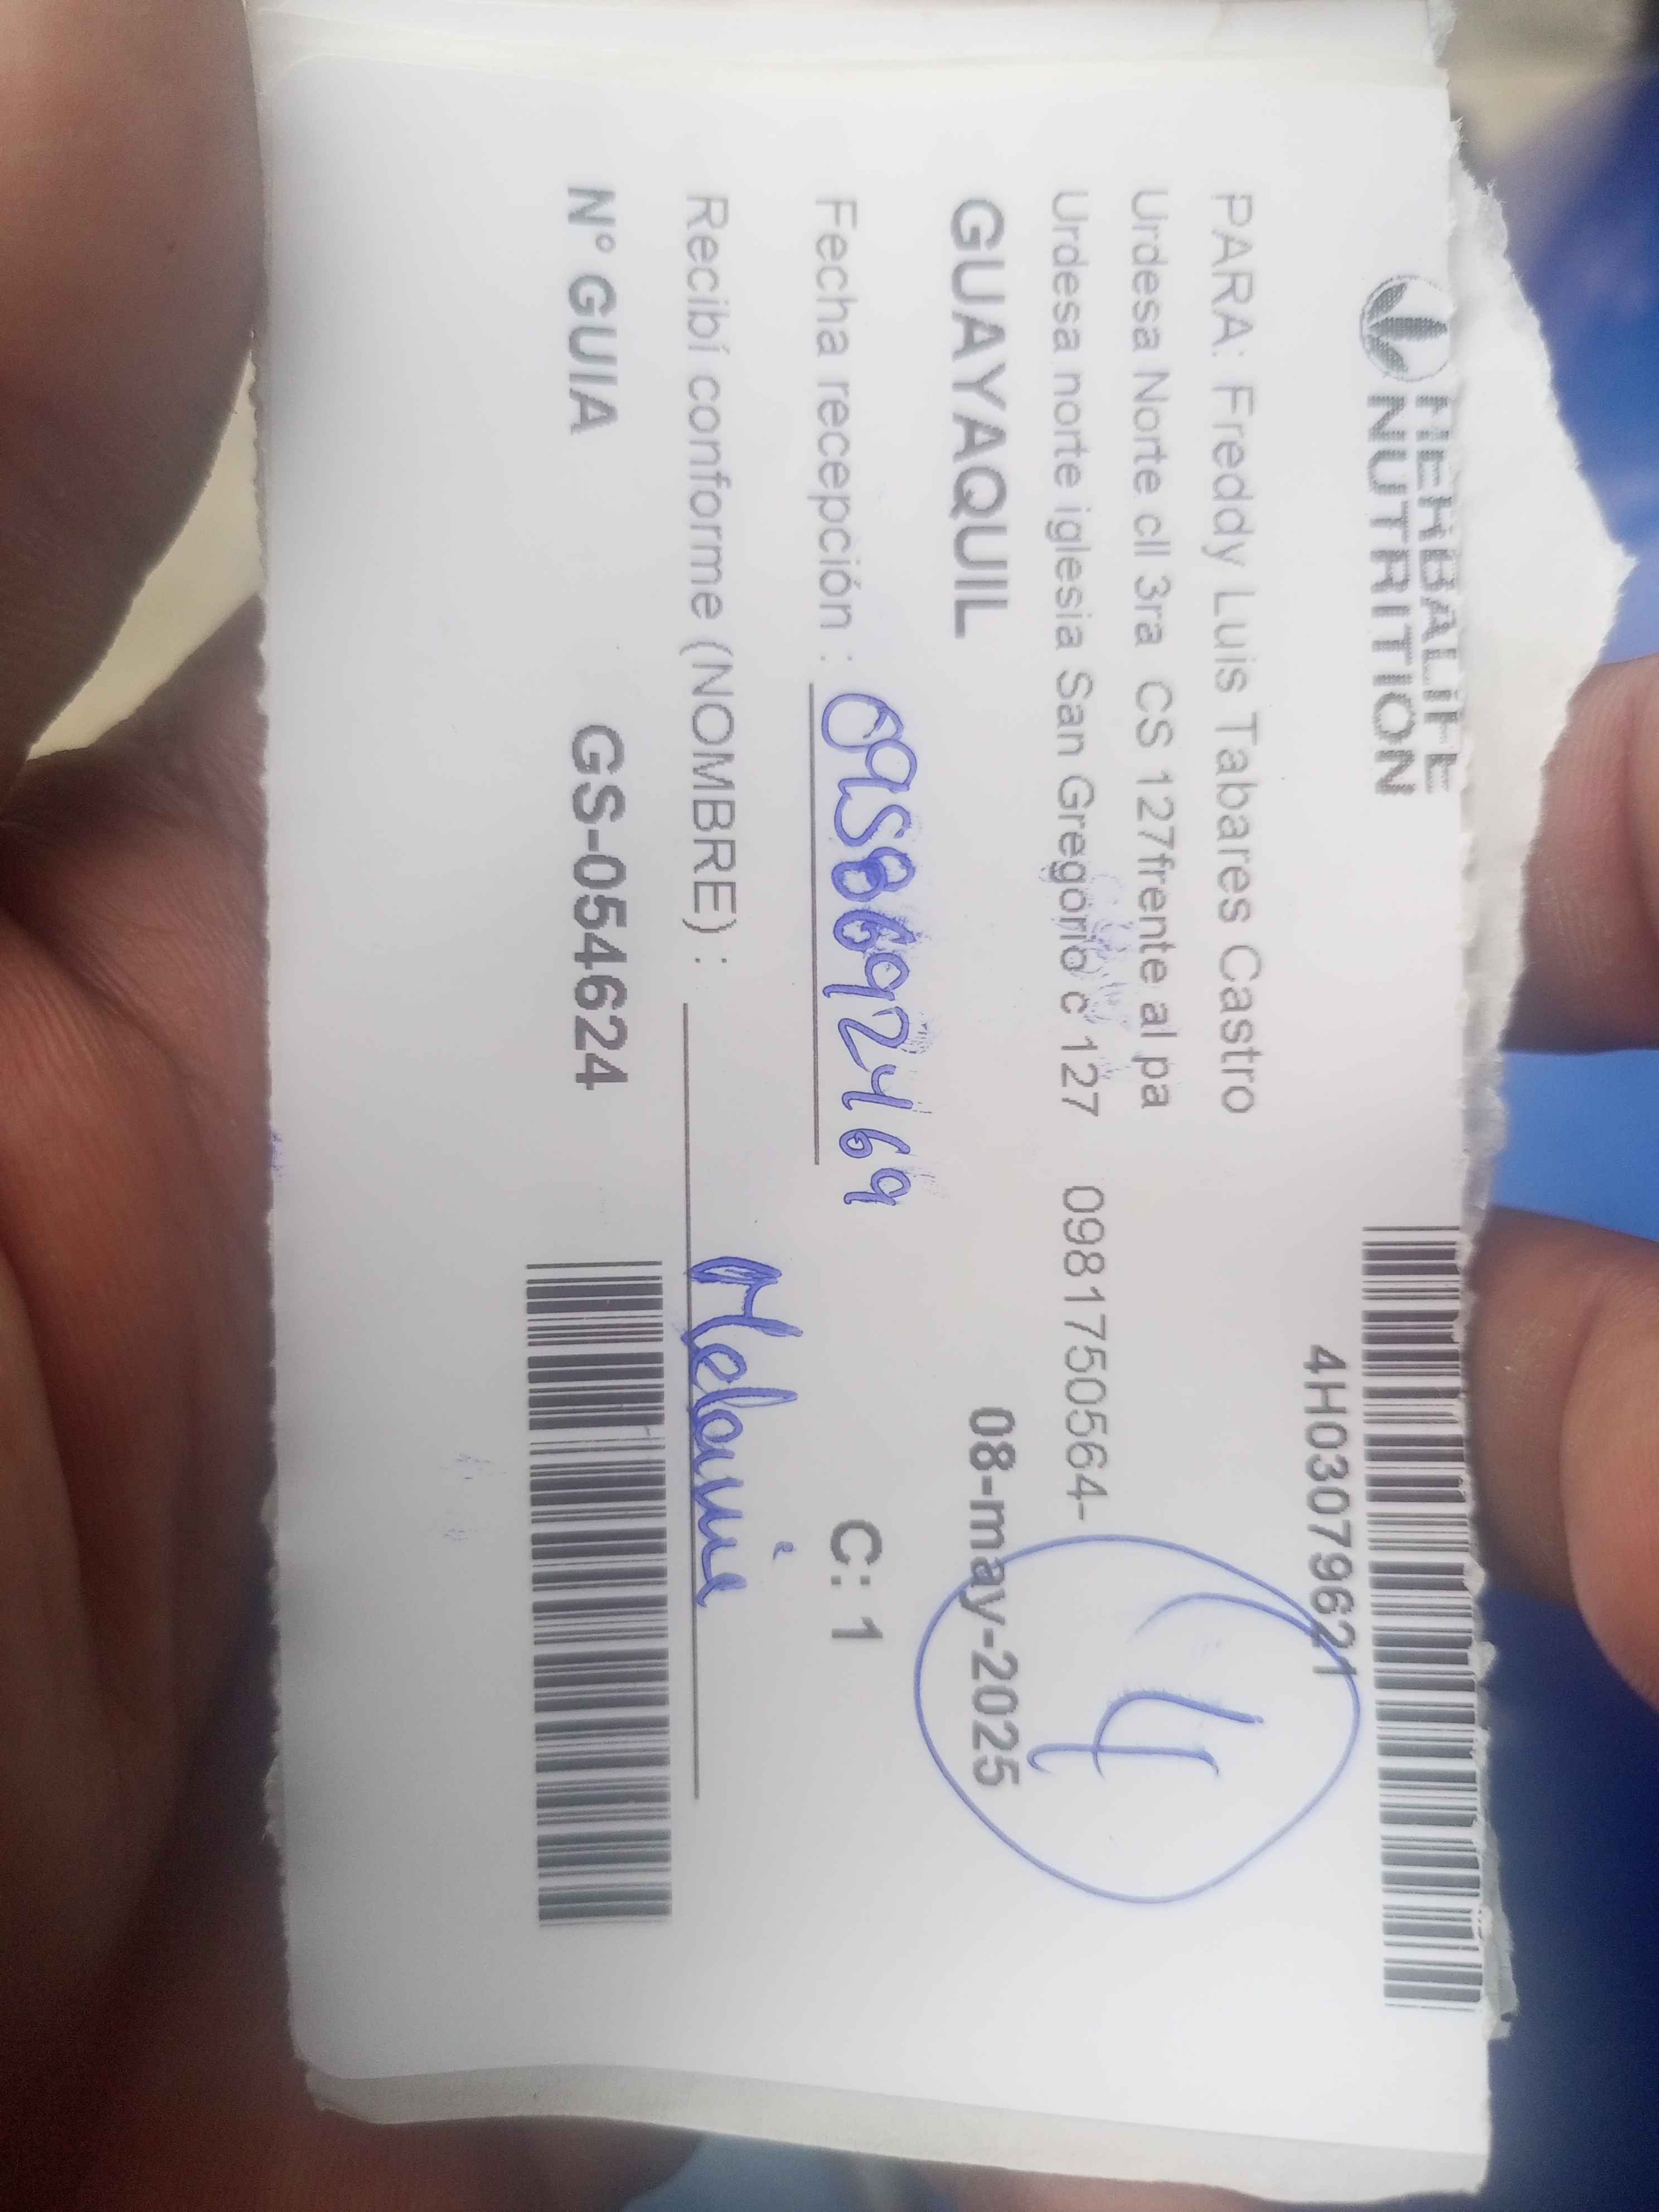 HERBALIFE
NUTRITION
4H03079621
PARA: Freddy Luis Tabares Castro
Urdesa Norte cll 3ra CS 127frente al pa
Urdesa norte iglesia San Gregorio c 127 0981750564-
4
GUAYAQUIL 08-may-2025
Fecha recepción : 0958692469 C: 1
Recibí conforme (NOMBRE) : Melanie
N° GUIA GS-054624